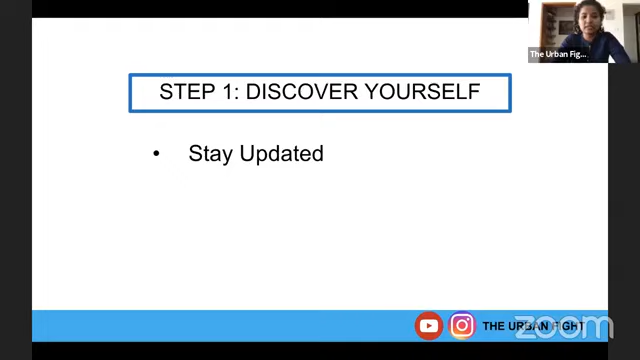 The Urban Fig...
STEP 1: DISCOVER YOURSELF
• Stay Updated
THE URBAN FIGHT
zoom